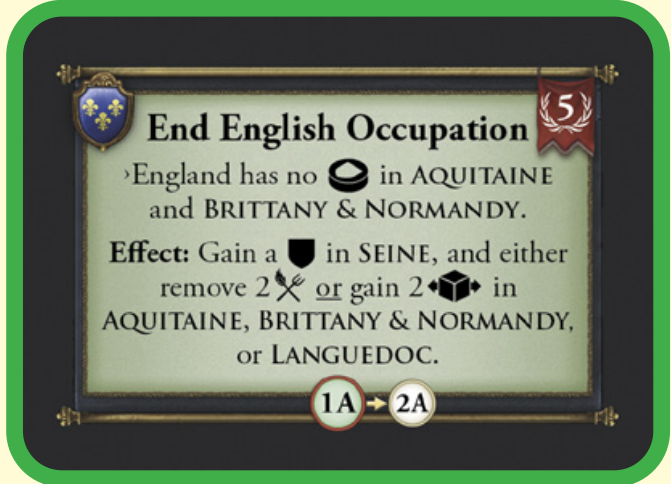 5
End English Occupation
›England has no in AQUITAINE
and BRITTANY & NORMANDY.
Effect: Gain a in SEINE, and either
remove 2 or gain 2 in
AQUITAINE, BRITTANY & NORMANDY,
or LANGUEDOC.
1A 2A